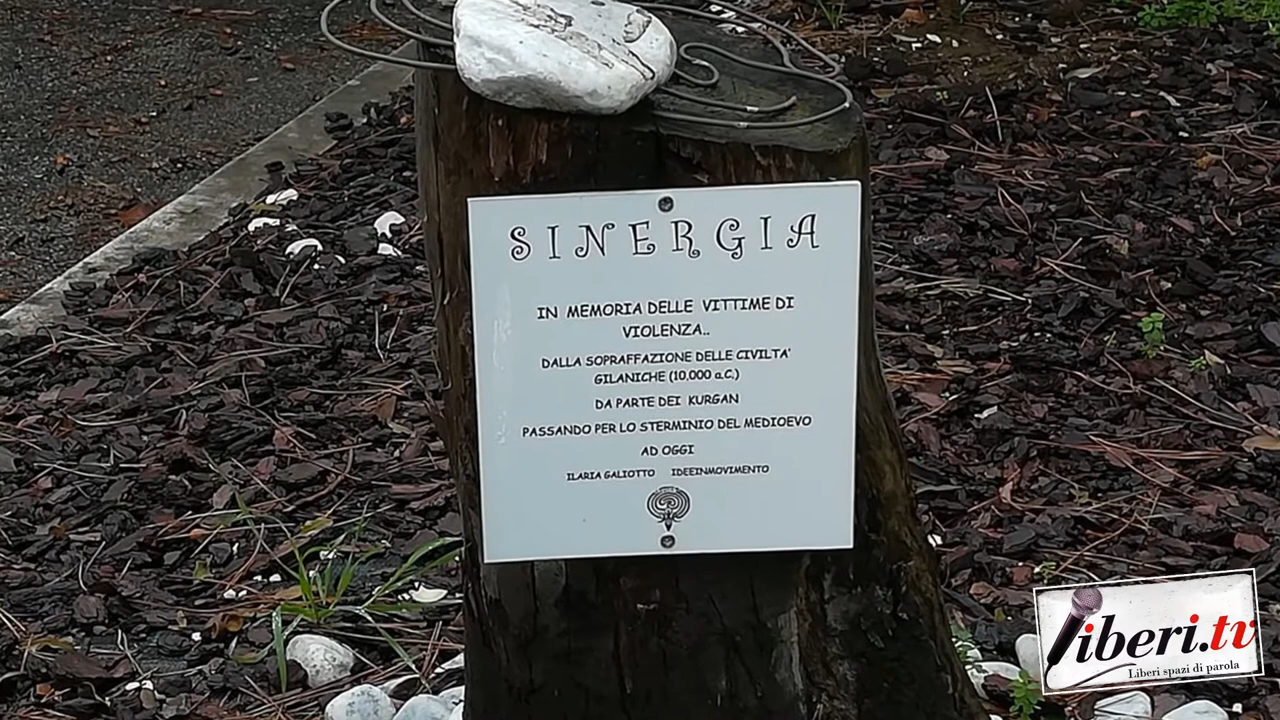 SINERGIA
IN MEMORIA DELLE VITTIME DI
VIOLENZA..
DALLA SOPRAFFAZIONE DELLE CIVILTA'
GILANICHE (10,000 a.C.)
DA PARTE DEI KURGAN
PASSANDO PER LO STERMINIO DEL MEDIOEVO
AD OGGI
ILARIA GALIOTTO IDEEINMOVIMENTO
liberi.tv
Liberi spazi di parola